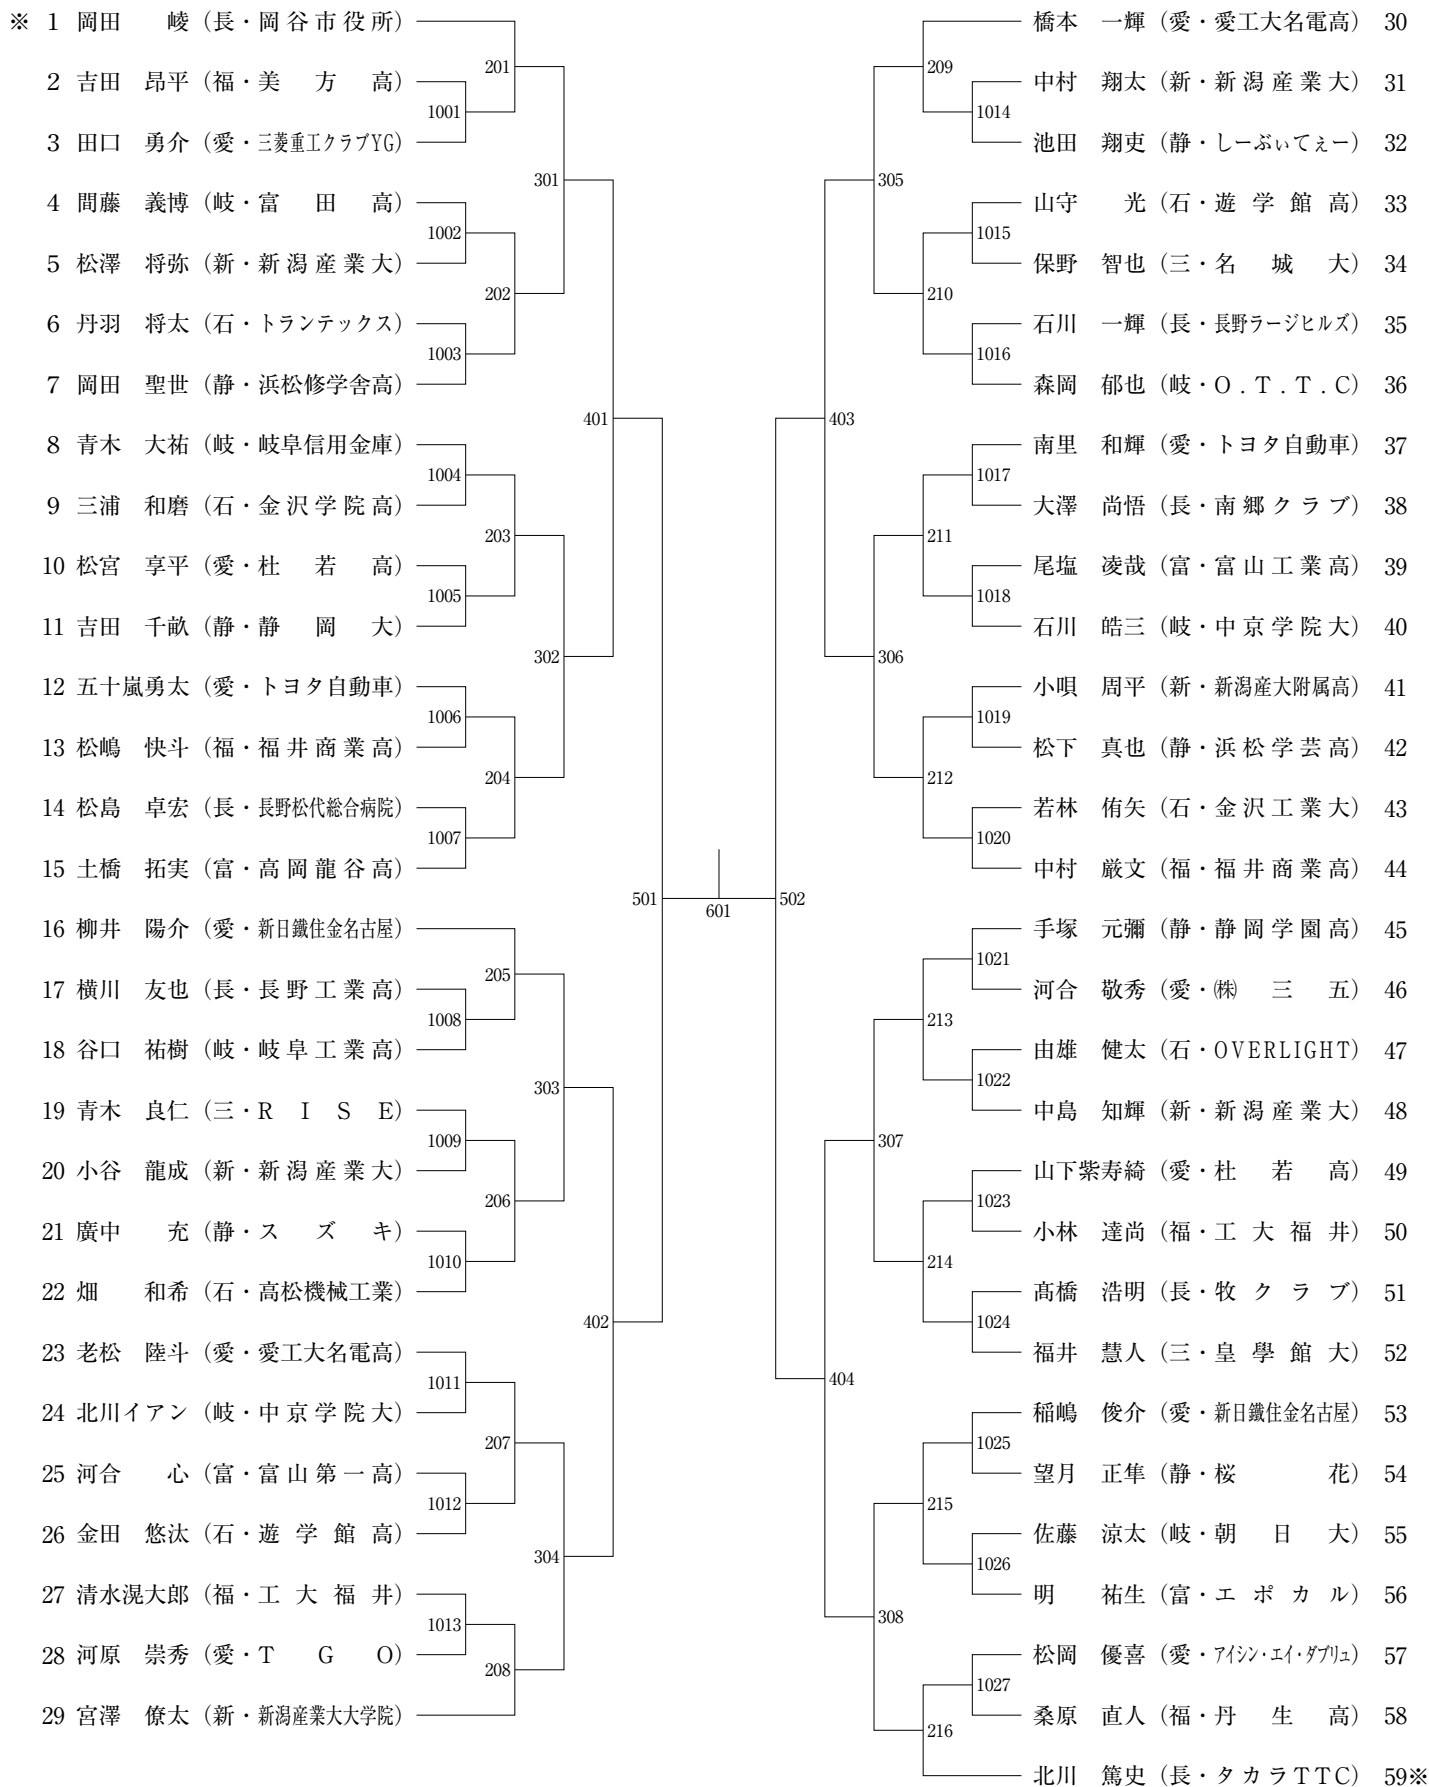 ※ 1 岡田 崚 (長・岡谷市役所)
201
2 吉田 昂平 (福・美方高)
1001
3 田口 勇介 (愛・三菱重工クラブYG)
301
4 間藤 義博 (岐・富田高)
1002
5 松澤 将弥 (新・新潟産業大)
202
6 丹羽 将太 (石・トランテックス)
1003
7 岡田 聖世 (静・浜松修学舎高)
401
8 青木 大祐 (岐・岐阜信用金庫)
1004
9 三浦 和磨 (石・金沢学院高)
203
10 松宮 享平 (愛・杜若高)
1005
11 吉田 千畝 (静・静岡大)
302
12 五十嵐勇太 (愛・トヨタ自動車)
1006
13 松嶋 快斗 (福・福井商業高)
204
14 松島 卓宏 (長・長野松代総合病院)
1007
15 土橋 拓実 (富・高岡龍谷高)
501
16 柳井 陽介 (愛・新日鐵住金名古屋)
205
17 横川 友也 (長・長野工業高)
1008
18 谷口 祐樹 (岐・岐阜工業高)
303
19 青木 良仁 (三・RISE)
1009
20 小谷 龍成 (新・新潟産業大)
206
21 廣中 充 (静・スズキ)
1010
22 畑 和希 (石・高松機械工業)
402
23 老松 陸斗 (愛・愛工大名電高)
1011
24 北川イアン (岐・中京学院大)
207
25 河合 心 (富・富山第一高)
1012
26 金田 悠汰 (石・遊学館高)
304
27 清水滉大郎 (福・工大福井)
1013
28 河原 崇秀 (愛・TGO)
208
29 宮澤 僚太 (新・新潟産業大大学院)
601
橋本 一輝 (愛・愛工大名電高) 30
209
中村 翔太 (新・新潟産業大) 31
1014
池田 翔吏 (静・しーぶぃてぇー) 32
305
山守 光 (石・遊学館高) 33
1015
保野 智也 (三・名城大) 34
210
石川 一輝 (長・長野ラージヒルズ) 35
1016
森岡 郁也 (岐・O.T.T.C) 36
403
南里 和輝 (愛・トヨタ自動車) 37
1017
大澤 尚悟 (長・南郷クラブ) 38
211
尾塩 凌哉 (富・富山工業高) 39
1018
石川 皓三 (岐・中京学院大) 40
306
小唄 周平 (新・新潟産大附属高) 41
1019
松下 真也 (静・浜松学芸高) 42
212
若林 侑矢 (石・金沢工業大) 43
1020
中村 厳文 (福・福井商業高) 44
502
手塚 元彌 (静・静岡学園高) 45
1021
河合 敬秀 (愛・㈱三五) 46
213
由雄 健太 (石・OVERLIGHT) 47
1022
中島 知輝 (新・新潟産業大) 48
307
山下紫寿綺 (愛・杜若高) 49
1023
小林 達尚 (福・工大福井) 50
214
髙橋 浩明 (長・牧クラブ) 51
1024
福井 慧人 (三・皇學館大) 52
404
稲嶋 俊介 (愛・新日鐵住金名古屋) 53
1025
望月 正隼 (静・桜花) 54
215
佐藤 涼太 (岐・朝日大) 55
1026
明 祐生 (富・エポカル) 56
308
松岡 優喜 (愛・アイシン・エイ・ダブリュ) 57
1027
桑原 直人 (福・丹生高) 58
216
北川 篤史 (長・タカラTTC) 59※